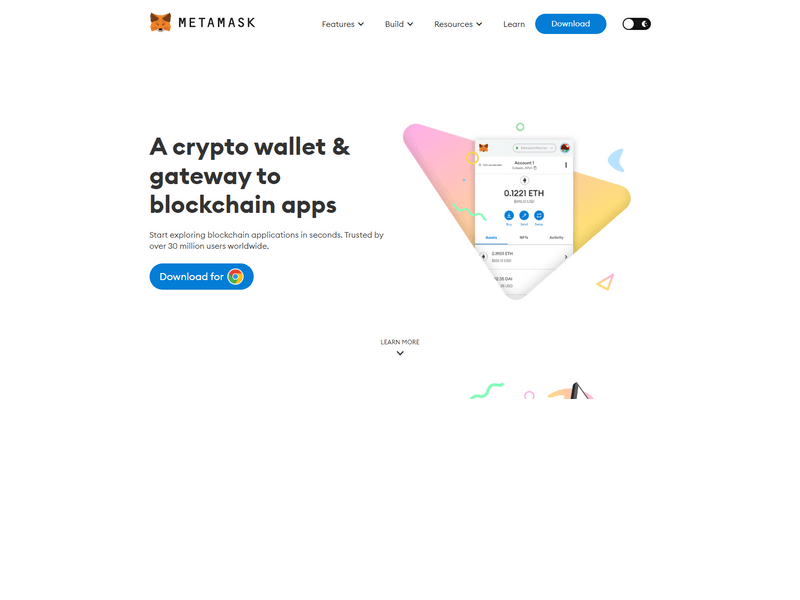 METAMASK
Features
Build
Resources
Learn
Download
A crypto wallet &
gateway to
blockchain apps
Start exploring blockchain applications in seconds. Trusted by
over 30 million users worldwide.
Download for
Account 1
0.1221 ETH
Buy
Send
Swap
Assets
NFTs
Activity
LEARN MORE